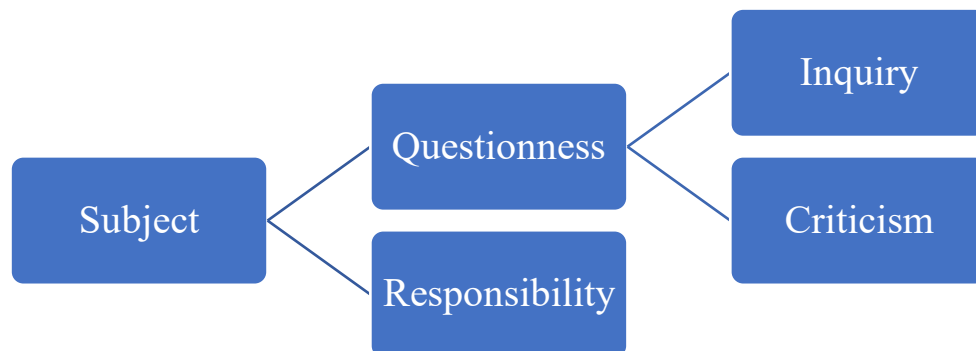 Subject
Questionness
Responsibility
Inquiry
Criticism